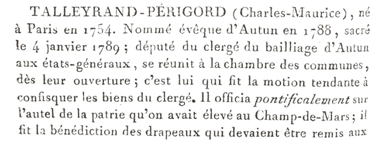 TALLEYRAND-PÉRIGORD (Charles-Maurice), né
à Paris en 1754. Nommé évêque d'Autun en 1788, sacré
le 4 janvier 1789; député du clergé du bailliage d'Autun
aux états-généraux, se réunit à la chambre des communes,
dès leur ouverture; c'est lui qui fit la motion tendante à
confisquer les biens du clergé. Il officia pontificalement sur
l'autel de la patrie qu'on avait élevé au Champ-de-Mars; il
fit la bénédiction des drapeaux qui devaient être remis aux